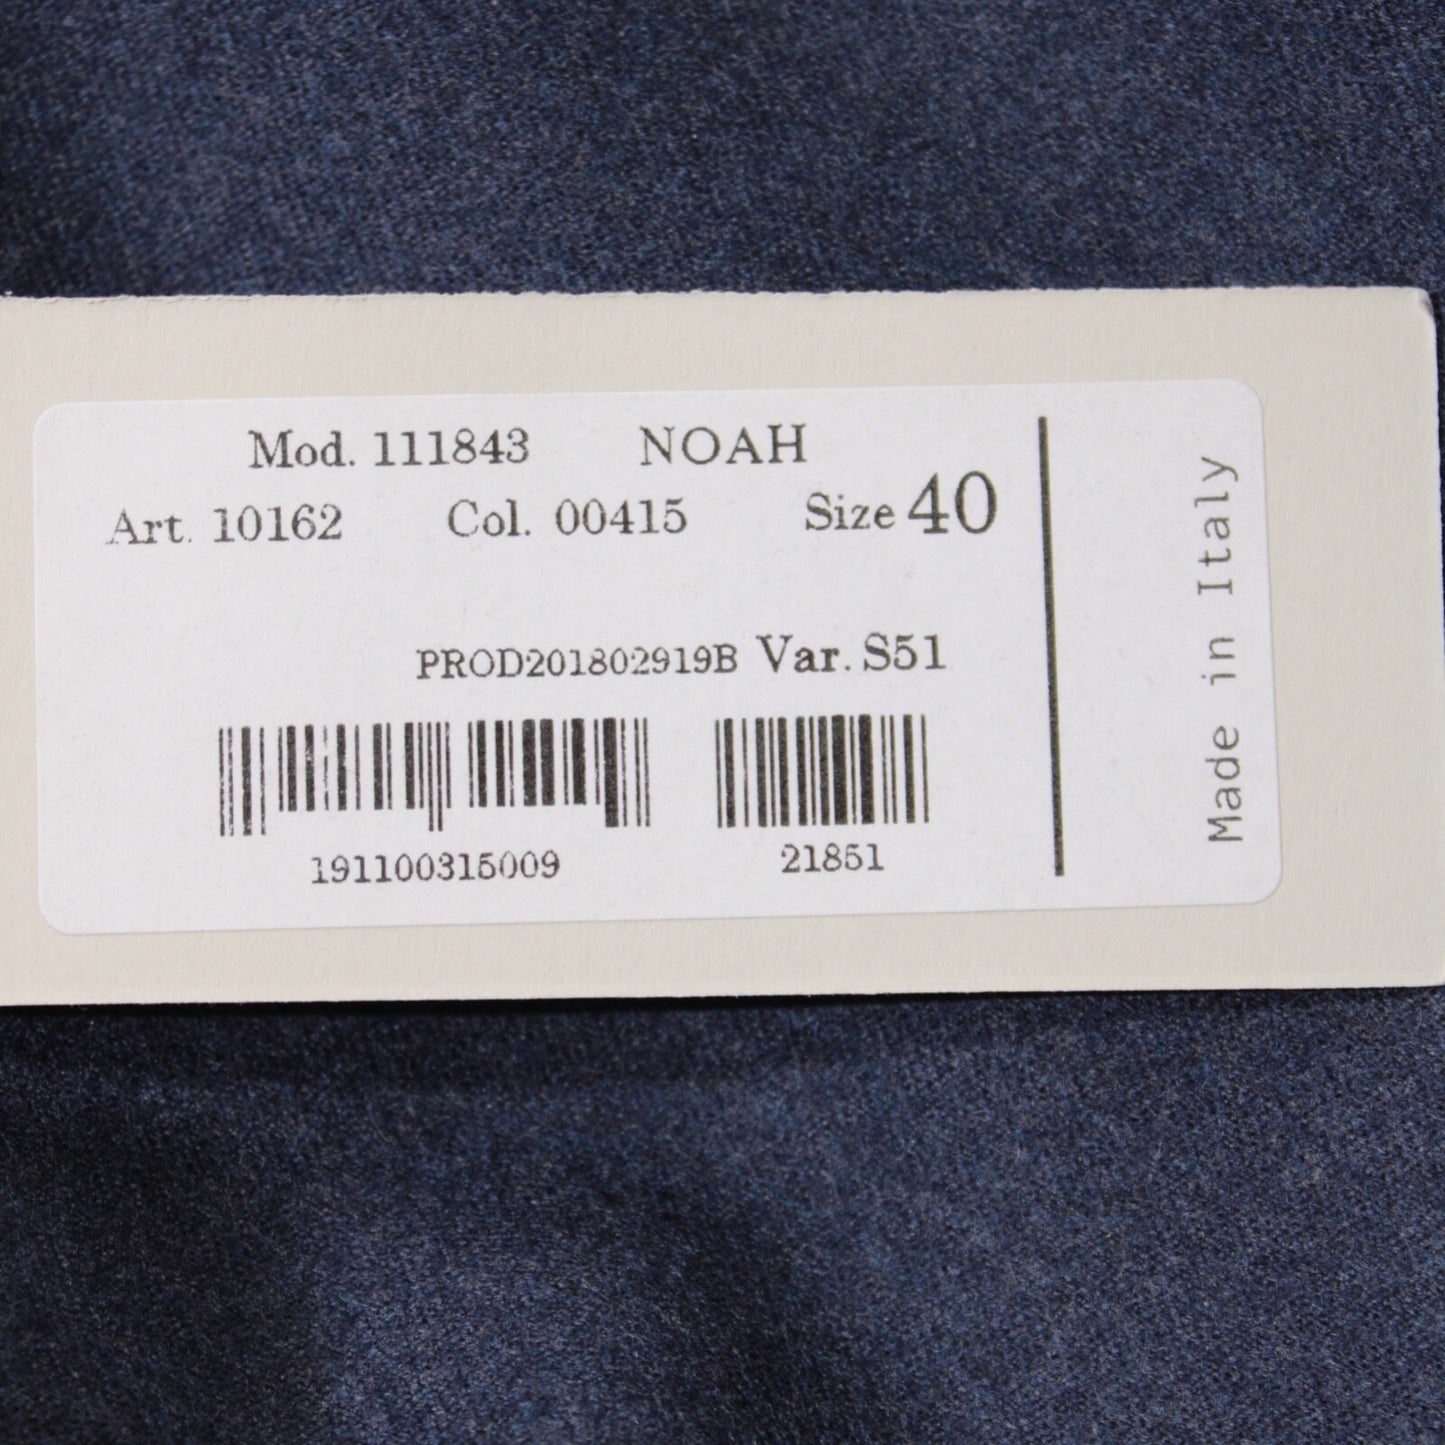 Mod. 111843 NOAH
Art. 10162 Col. 00415 Size 40
PROD201802919B Var. S51
191100315009 21851
Made in Italy